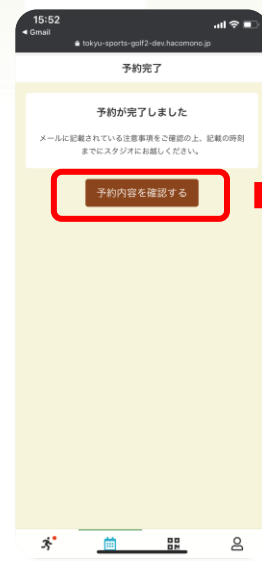 15:52
◀ Gmail
tokyu-sports-golf2-dev.hacomono.jp
予約完了
予約が完了しました
メールに記載されている注意事項をご確認の上、記載の時刻
までにスタジオにお越しください。
予約内容を確認する